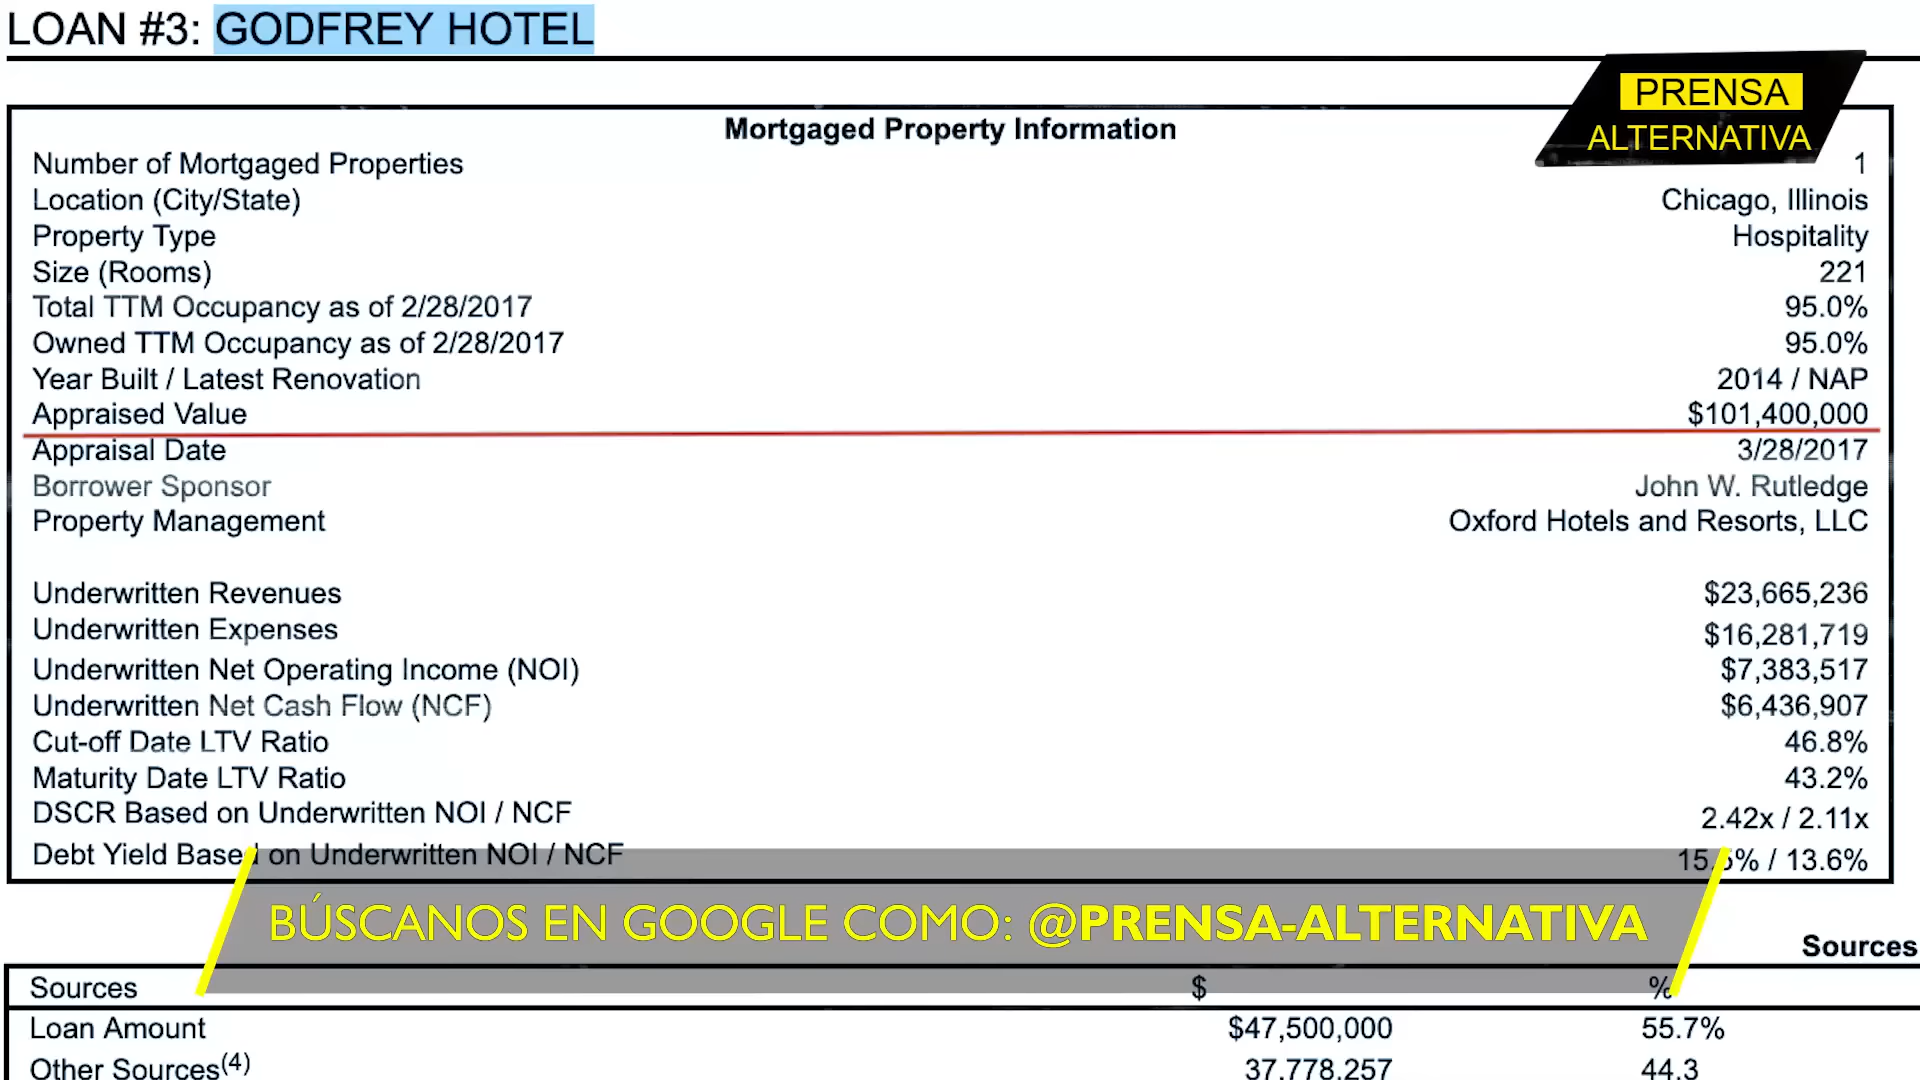 LOAN #3: GODFREY HOTEL
PRENSA
ALTERNATIVA
Mortgaged Property Information
Number of Mortgaged Properties 1
Location (City/State) Chicago, Illinois
Property Type Hospitality
Size (Rooms) 221
Total TTM Occupancy as of 2/28/2017 95.0%
Owned TTM Occupancy as of 2/28/2017 95.0%
Year Built / Latest Renovation 2014 / NAP
Appraised Value $101,400,000
Appraisal Date 3/28/2017
Borrower Sponsor John W. Rutledge
Property Management Oxford Hotels and Resorts, LLC
Underwritten Revenues $23,665,236
Underwritten Expenses $16,281,719
Underwritten Net Operating Income (NOI) $7,383,517
Underwritten Net Cash Flow (NCF) $6,436,907
Cut-off Date LTV Ratio 46.8%
Maturity Date LTV Ratio 43.2%
DSCR Based on Underwritten NOI / NCF 2.42x / 2.11x
Debt Yield Based on Underwritten NOI / NCF / 13.6%
BÚSCANOS EN GOOGLE COMO: @PRENSA-ALTERNATIVA
Sources
Sources $ %
Loan Amount $47,500,000 55.7%
Other Sources(4) 37,778,257 44.3